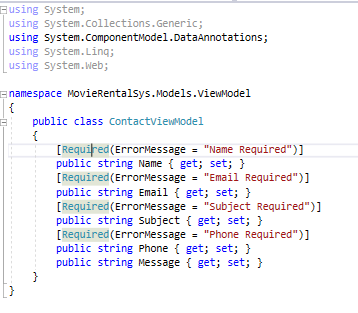 using System;
using System.Collections.Generic;
using System.ComponentModel.DataAnnotations;
using System.Linq;
using System.Web;

namespace MovieRentalSys.Models.ViewModel
{
    public class ContactViewModel
    {
        [Required(ErrorMessage = "Name Required")]
        public string Name { get; set; }
        [Required(ErrorMessage = "Email Required")]
        public string Email { get; set; }
        [Required(ErrorMessage = "Subject Required")]
        public string Subject { get; set; }
        [Required(ErrorMessage = "Phone Required")]
        public string Phone { get; set; }
        public string Message { get; set; }
    }
}